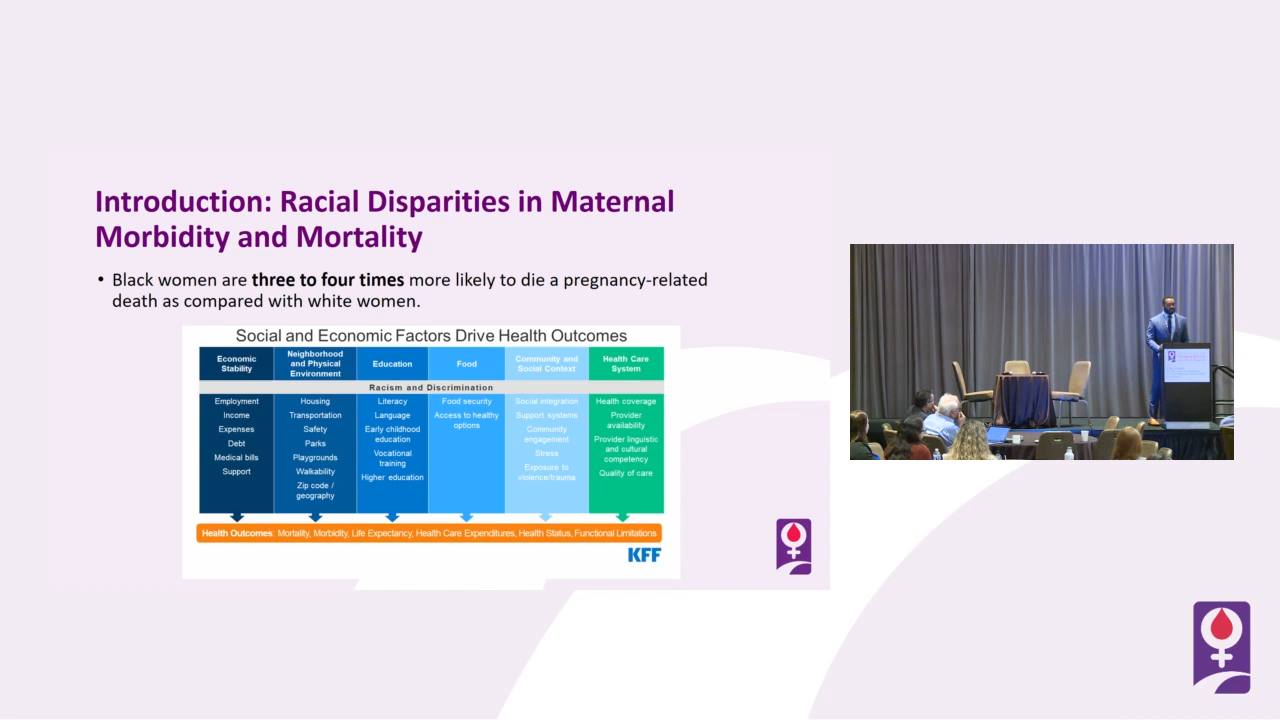 Introduction: Racial Disparities in Maternal
Morbidity and Mortality
• Black women are three to four times more likely to die a pregnancy-related
death as compared with white women.
Social and Economic Factors Drive Health Outcomes
Economic
Stability
Neighborhood
and Physical
Environment
Education
Food
Community and
Social Context
Health Care
System
Racism and Discrimination
Employment
Income
Expenses
Debt
Medical bills
Support
Housing
Transportation
Safety
Parks
Playgrounds
Walkability
Zip code /
geography
Literacy
Language
Early childhood
education
Vocational
training
Higher education
Food security
Access to healthy
options
Social integration
Support systems
Community
engagement
Stress
Exposure to
violence/trauma
Health coverage
Provider
availability
Provider linguistic
and cultural
competency
Quality of care
Health Outcomes: Mortality, Morbidity, Life Expectancy, Health Care Expenditures, Health Status, Functional Limitations
KFF